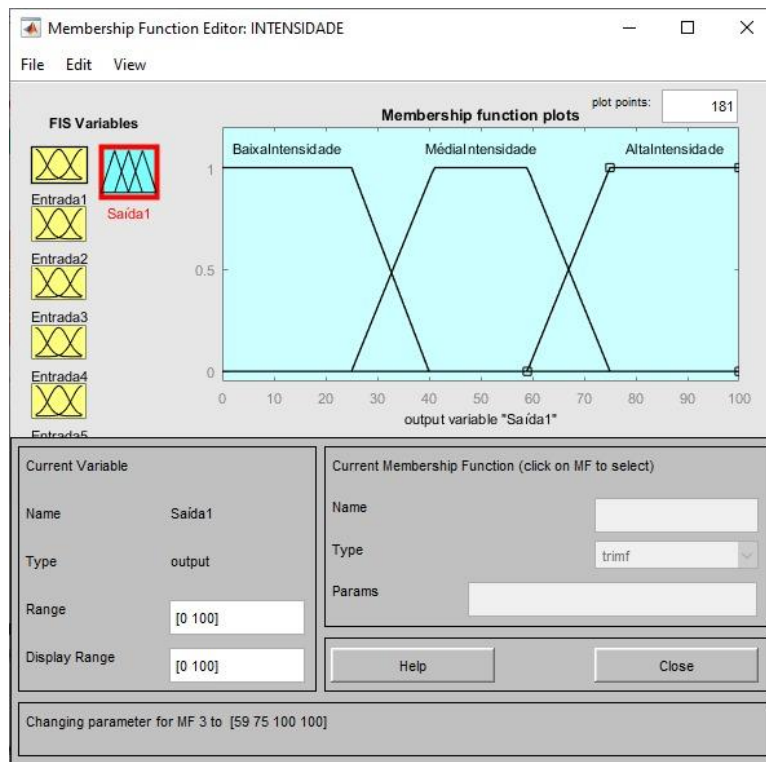 Membership Function Editor: INTENSIDADE
File Edit View
FIS Variables
Entrada1
Entrada2
Entrada3
Entrada4
Entrada5
Saída1
Membership function plots
plot points: 181
BaixaIntensidade MédiaIntensidade AltaIntensidade
1
0.5
0
0 10 20 30 40 50 60 70 80 90 100
output variable "Saída1"
Current Variable
Name Saída1
Type output
Range [0 100]
Display Range [0 100]
Current Membership Function (click on MF to select)
Name
Type trimf
Params
Help Close
Changing parameter for MF 3 to [59 75 100 100]